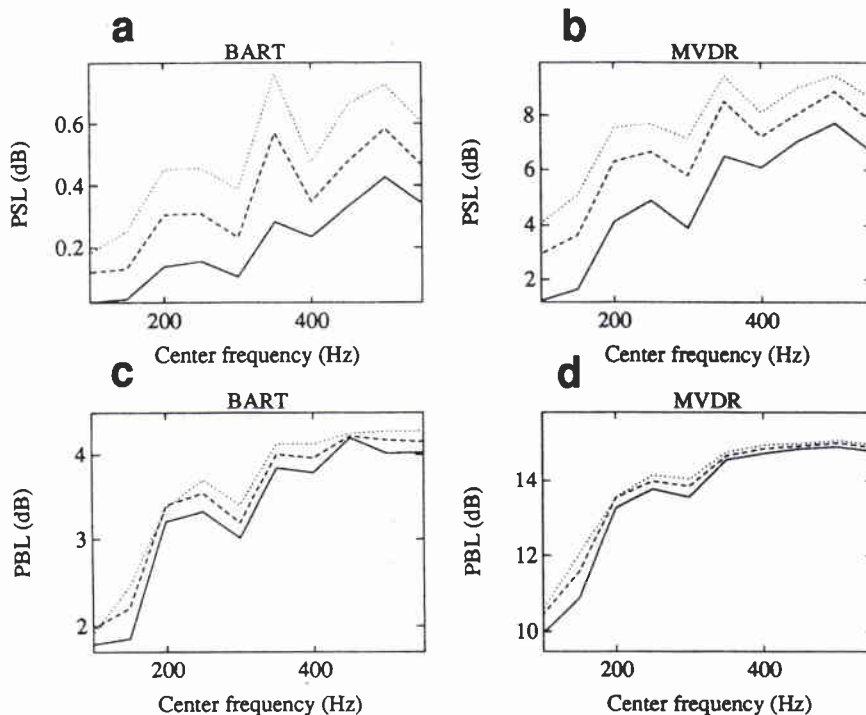 a
BART
PSL (dB)
0.6
0.4
0.2
200
400
Center frequency (Hz)
b
MVDR
PSL (dB)
8
6
4
2
200
400
Center frequency (Hz)
c
BART
PBL (dB)
4
3
2
200
400
Center frequency (Hz)
d
MVDR
PBL (dB)
14
12
10
200
400
Center frequency (Hz)